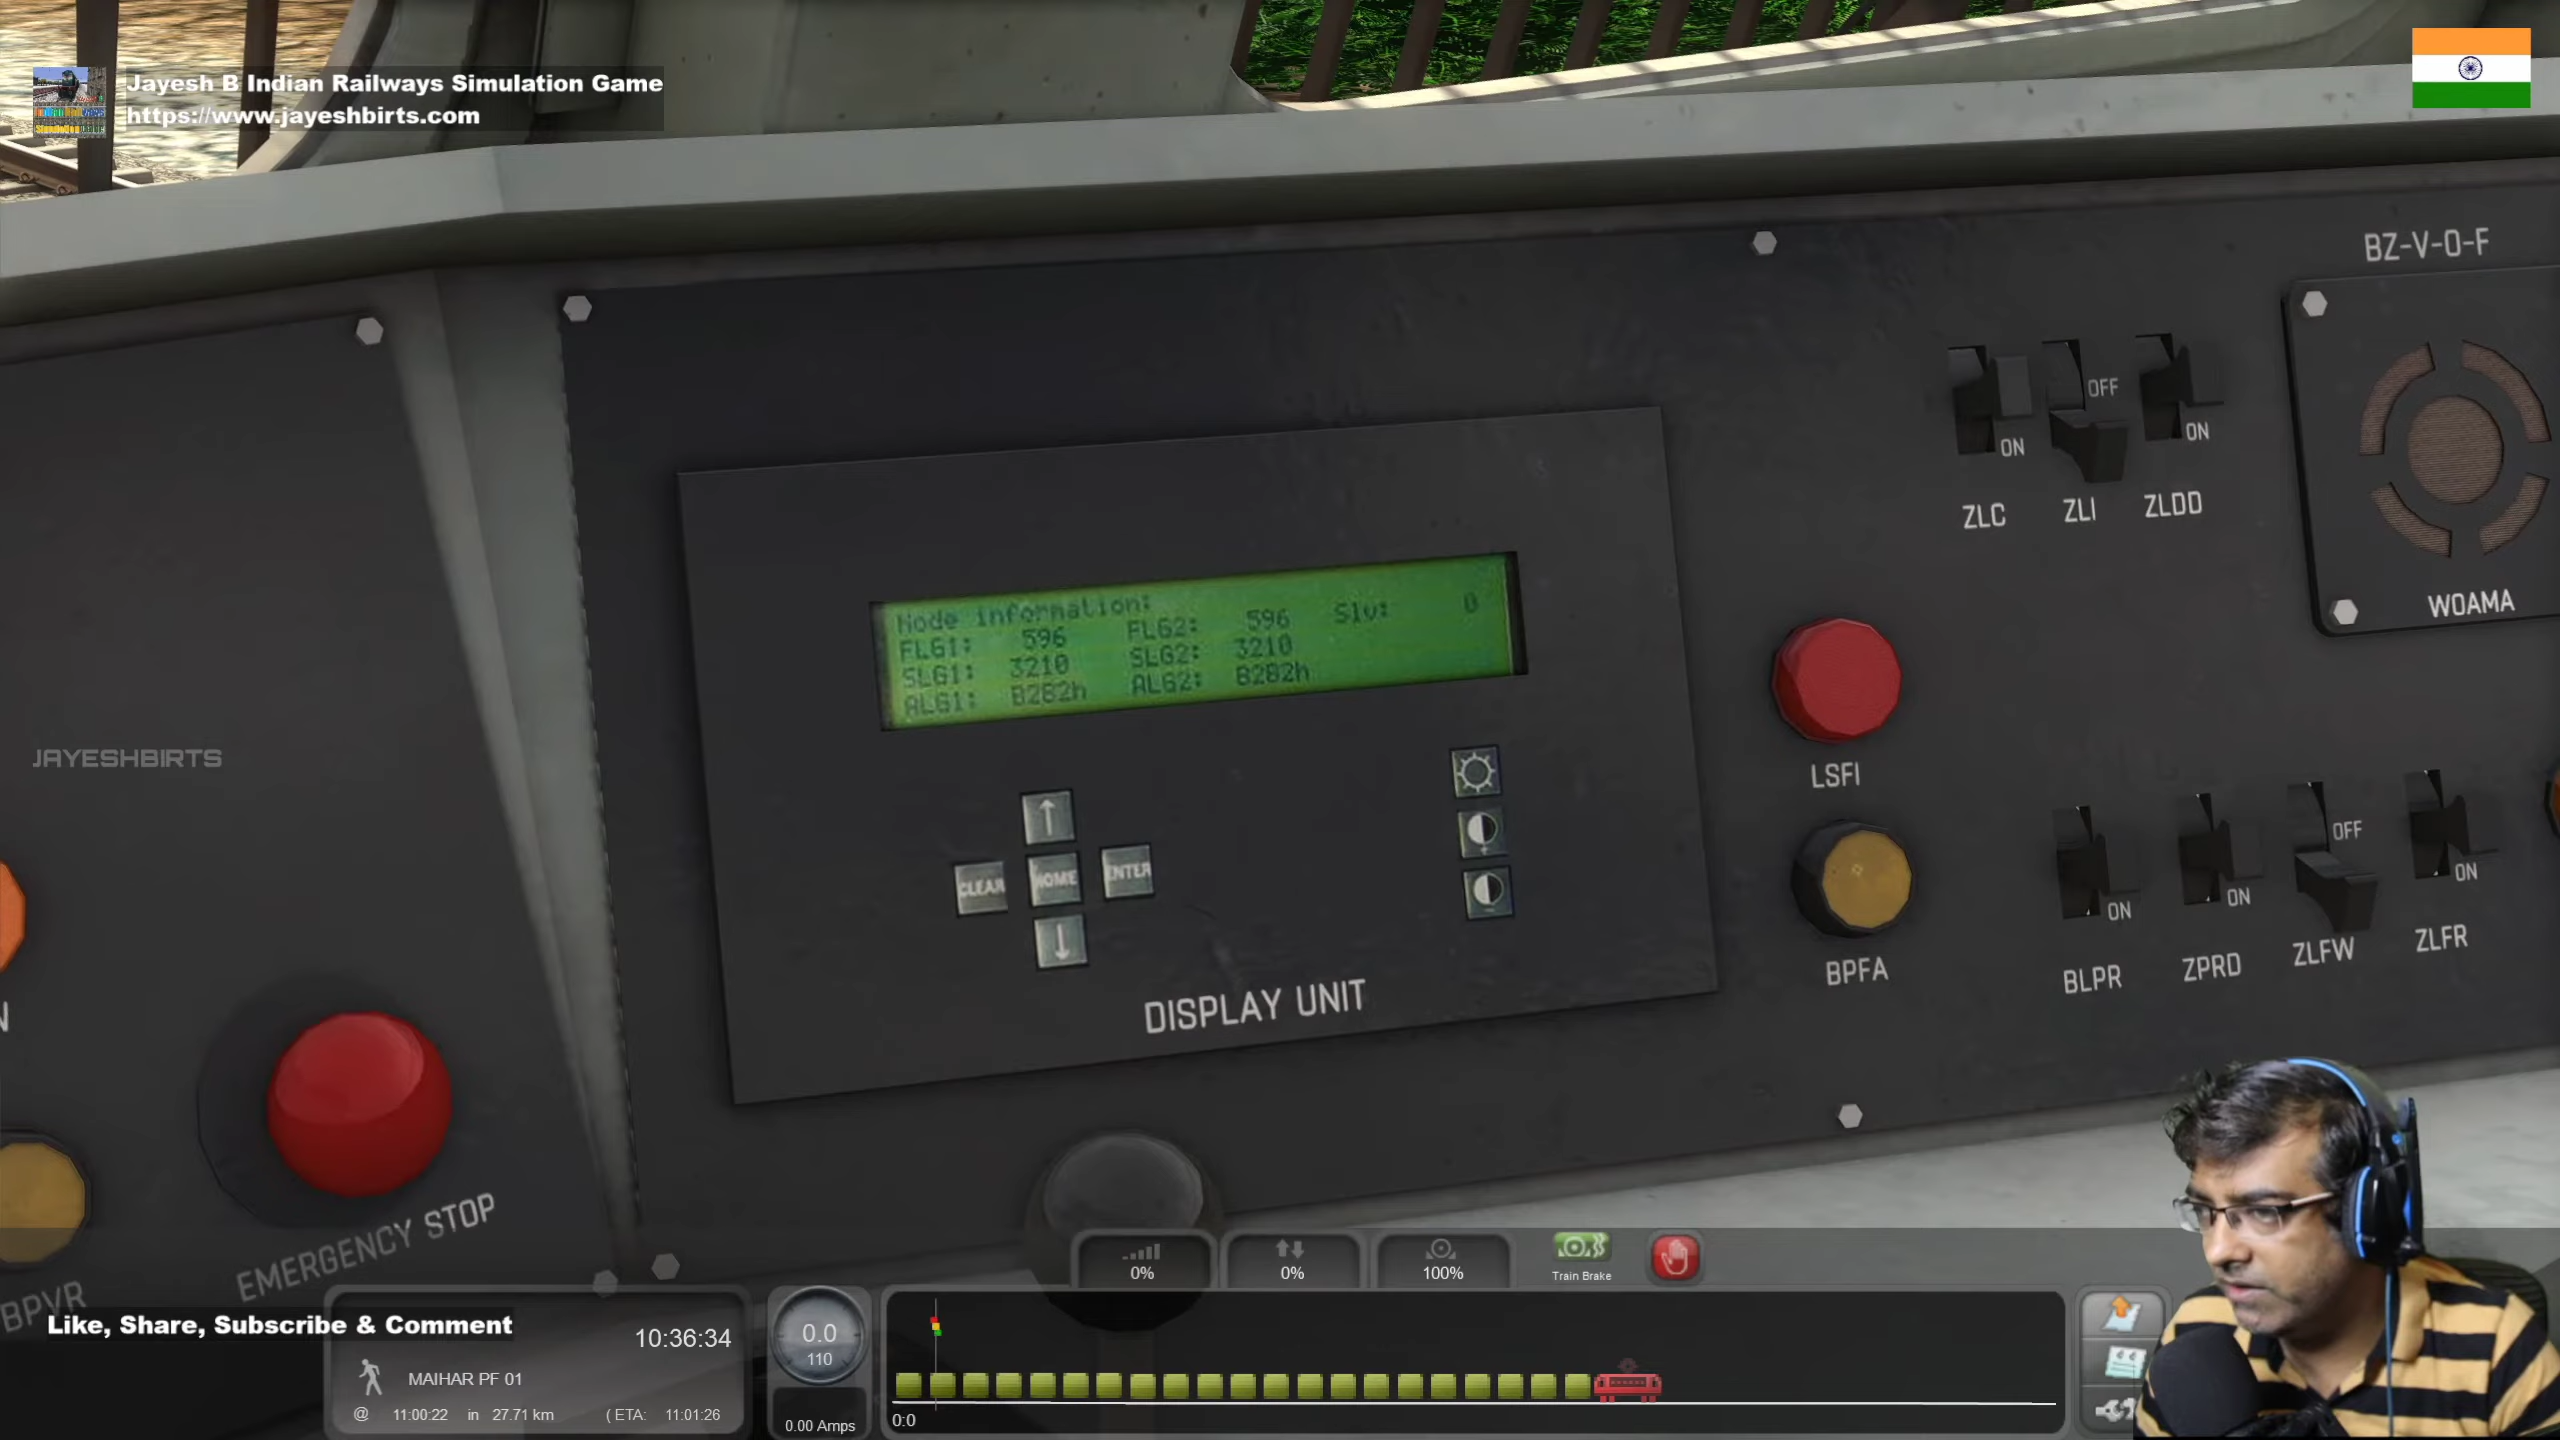 Jayesh B Indian Railways Simulation Game
https://www.jayeshbirts.com
BZ-V-O-F
OFF
ON
ON
ZLC
ZLI
ZLDD
WOAMA
Node information:
FLG1: 596 FLG2: 596 Slv: 0
SLG1: 3210 SLG2: 3210
ALG1: B282h ALG2: B282h
JAYESHBIRTS
LSFI
CLEAR
HOME
ENTER
OFF
ON
ON
ON
BPFA
BLPR
ZPRD
ZLFW
ZLFR
DISPLAY UNIT
N
EMERGENCY STOP
BPVR
0%
0%
100%
Train Brake
Like, Share, Subscribe & Comment
10:36:34
MAIHAR PF 01
@ 11:00:22 in 27.71 km ( ETA: 11:01:26
0.0
110
0.00 Amps
0:0